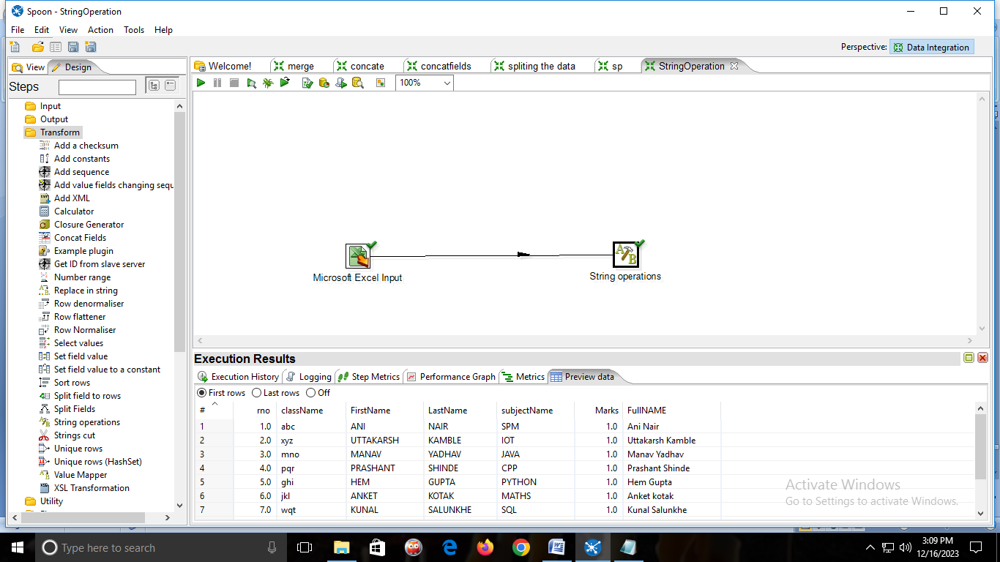 Spoon - StringOperation
File Edit View Action Tools Help
Perspective: Data Integration
View Design
Welcome! merge concate concatfields spliting the data sp StringOperation
Steps
100%
Input
Output
Transform
Add a checksum
Add constants
Add sequence
Add value fields changing sequ
Add XML
Calculator
Closure Generator
Concat Fields
Example plugin
Get ID from slave server
Number range
Replace in string
Row denormaliser
Row flattener
Row Normaliser
Select values
Set field value
Set field value to a constant
Sort rows
Split field to rows
Split Fields
String operations
Strings cut
Unique rows
Unique rows (HashSet)
Value Mapper
XSL Transformation
Utility
Microsoft Excel Input
String operations
Execution Results
Execution History Logging Step Metrics Performance Graph Metrics Preview data
First rows Last rows Off
# rno className FirstName LastName subjectName Marks FullNAME
1 1.0 abc ANI NAIR SPM 1.0 Ani Nair
2 2.0 xyz UTTAKARSH KAMBLE IOT 1.0 Uttakarsh Kamble
3 3.0 mno MANAV YADHAV JAVA 1.0 Manav Yadhav
4 4.0 pqr PRASHANT SHINDE CPP 1.0 Prashant Shinde
5 5.0 ghi HEM GUPTA PYTHON 1.0 Hem Gupta
6 6.0 jkl ANKET KOTAK MATHS 1.0 Anket kotak
7 7.0 wqt KUNAL SALUNKHE SQL 1.0 Kunal Salunkhe
Activate Windows
Go to Settings to activate Windows.
Type here to search
3:09 PM
12/16/2023